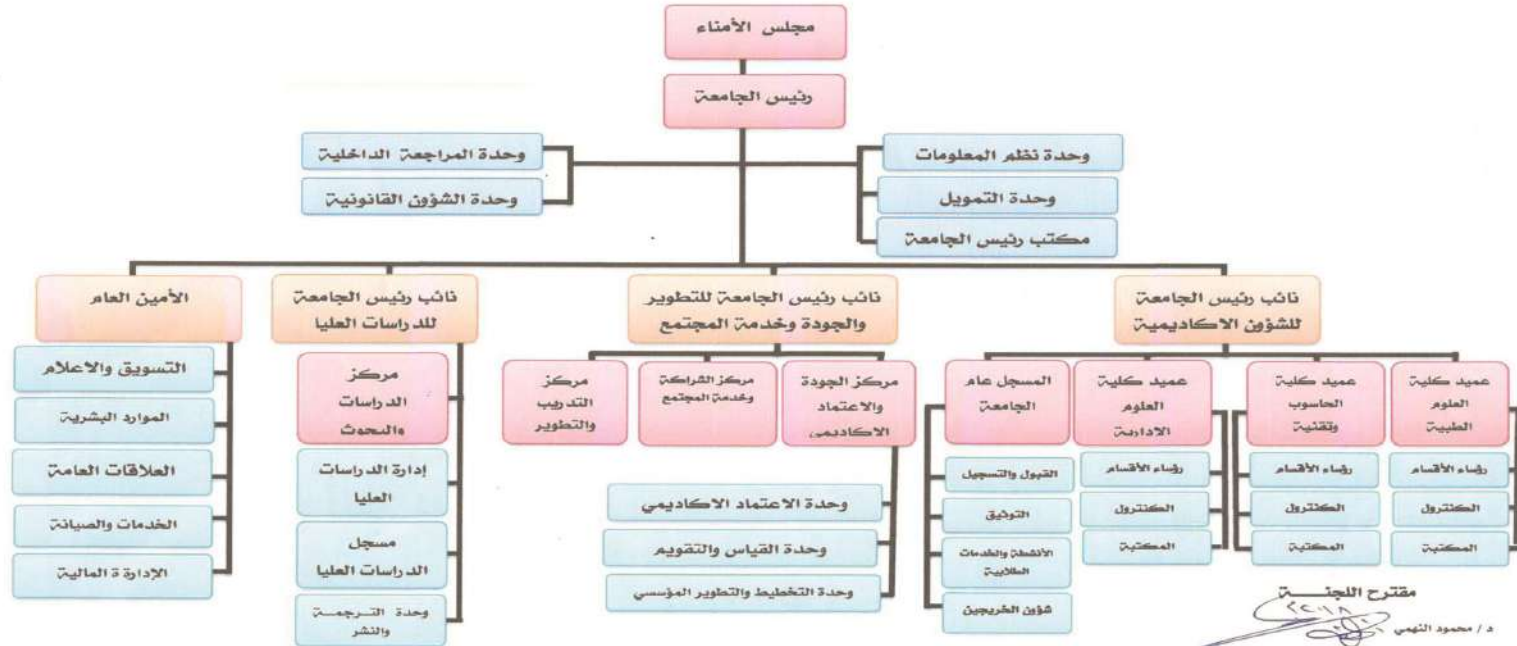 مجلس الأمناء
رئيس الجامعة
وحدة نظم المعلومات
وحدة التمويل
مكتب رئيس الجامعة
وحدة المراجعة الداخلية
وحدة الشؤون القانونية
نائب رئيس الجامعة
للشؤون الاكاديمية
نائب رئيس الجامعة للتطوير
والجودة وخدمة المجتمع
نائب رئيس الجامعة
للدراسات العليا
الأمين العام
عميد كلية
العلوم
الطبية
رؤساء الأقسام
الكنترول
المكتبة
عميد كلية
الحاسوب
وتقنية
رؤساء الأقسام
الكنترول
المكتبة
عميد كلية
العلوم
الادارية
رؤساء الأقسام
الكنترول
المكتبة
المسجل عام
الجامعة
القبول والتسجيل
التوثيق
الأنشطة والخدمات
الطلابية
شؤون الخريجين
مركز الجودة
والاعتماد
الاكاديمي
وحدة الاعتماد الاكاديمي
وحدة القياس والتقويم
وحدة التخطيط والتطوير المؤسسي
مركز الشراكة
وخدمة المجتمع
مركز
التدريب
والتطوير
مركز
الدراسات
والبحوث
إدارة الدراسات
العليا
مسجل
الدراسات العليا
وحدة الترجمة
والنشر
التسويق والاعلام
الموارد البشرية
العلاقات العامة
الخدمات والصيانة
الإدارة ة المالية
مقترح اللجنـــة
د / محمود النهمي